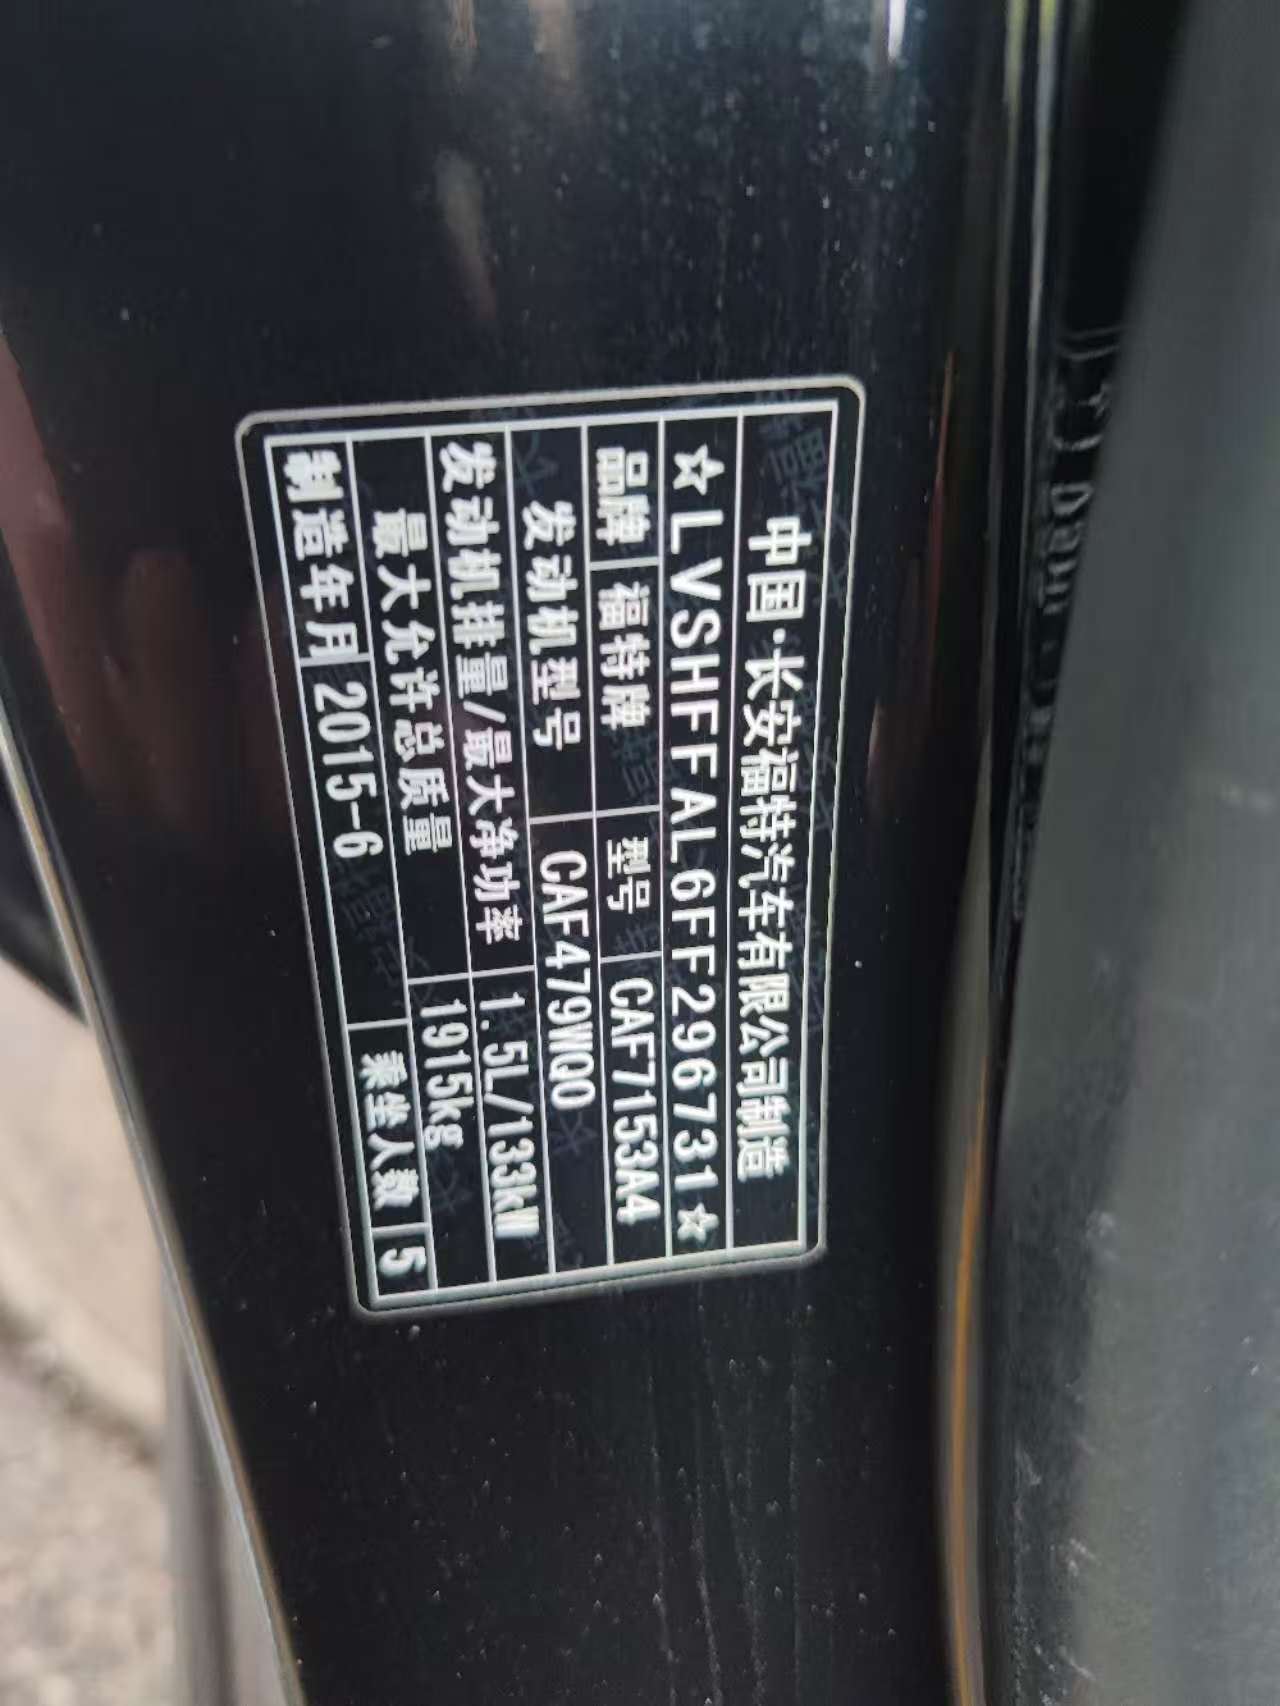 中国·长安福特汽车有限公司制造
☆LVSHFFAL6FF296731☆
品牌 福特牌 型号 CAF7153A4
发动机型号 CAF479WQ0
发动机排量/最大净功率 1.5L/133kW
最大允许总质量 1915kg
制造年月 2015-6 乘坐人数 5